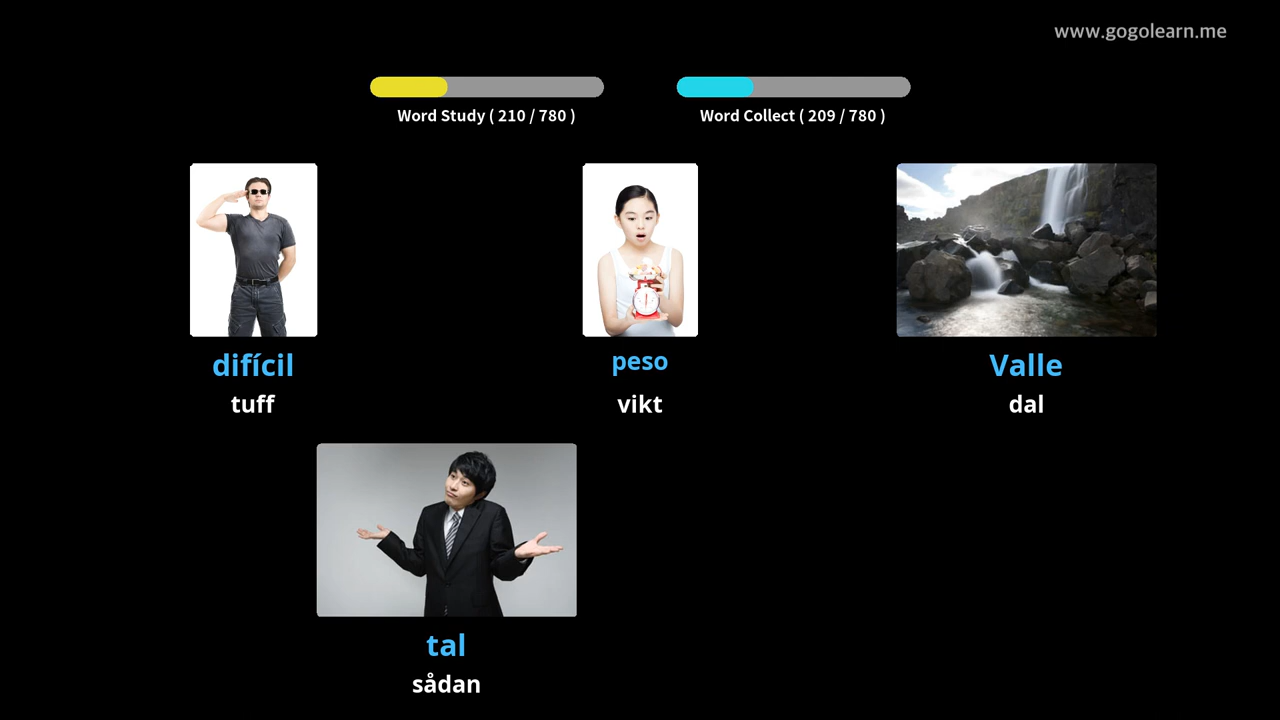 www.gogolearn.me
Word Study ( 210 / 780 )
Word Collect ( 209 / 780 )
difícil
tuff
peso
vikt
Valle
dal
tal
sådan